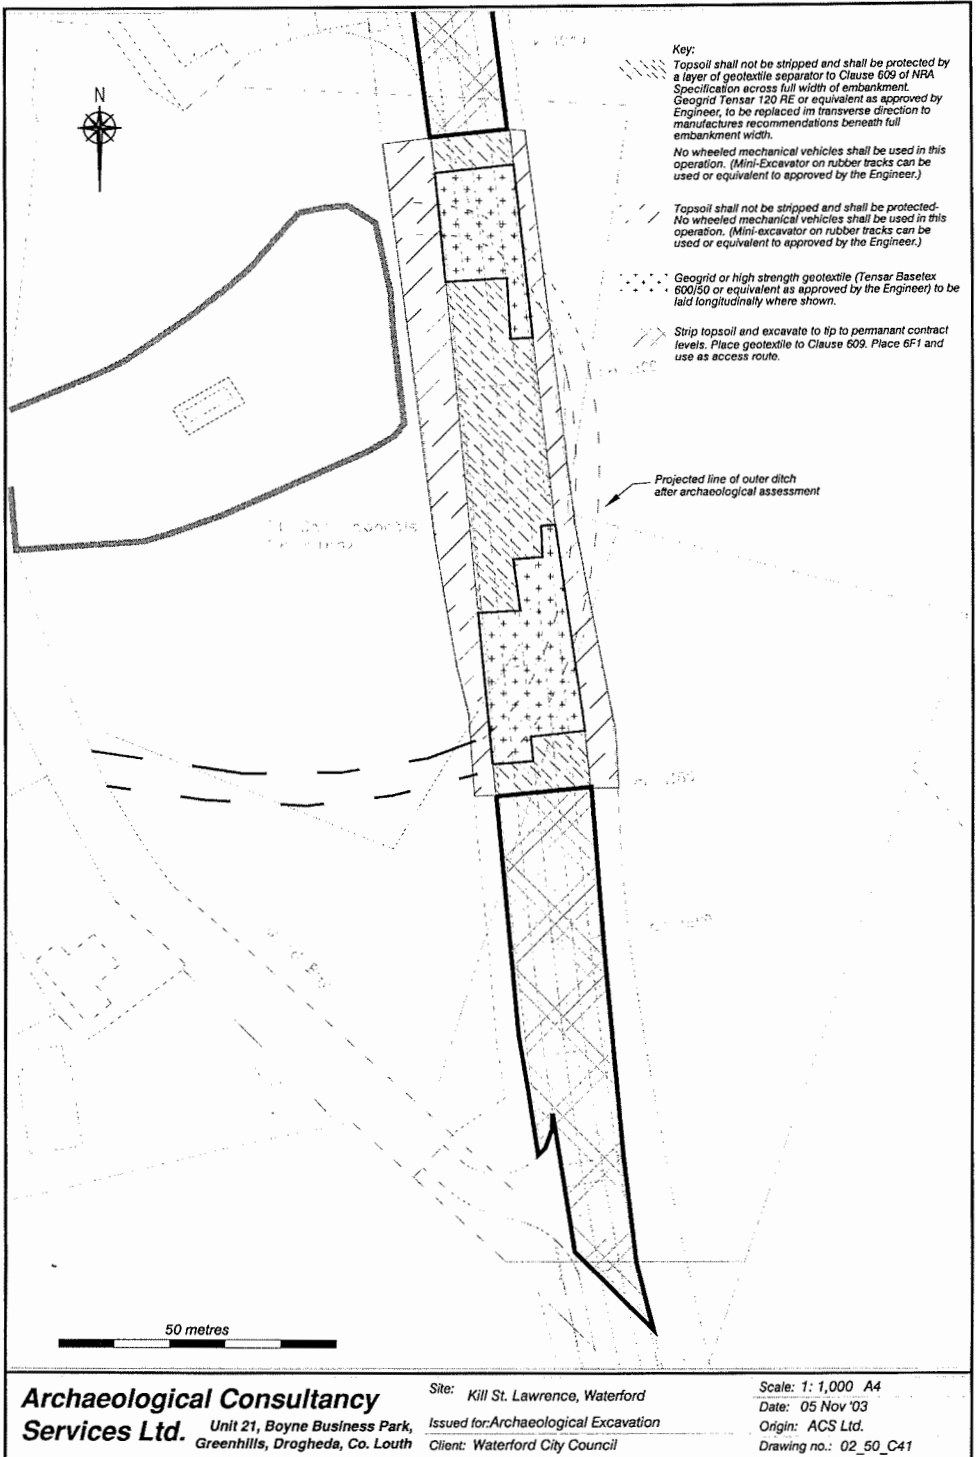 N
Key:
Topsoil shall not be stripped and shall be protected by
a layer of geotextile separator to Clause 609 of NRA
Specification across full width of embankment.
Geogrid Tensar 120 RE or equivalent as approved by
Engineer, to be replaced im transverse direction to
manufactures recommendations beneath full
embankment width.
No wheeled mechanical vehicles shall be used in this
operation. (Mini-Excavator on rubber tracks can be
used or equivalent to approved by the Engineer.)
Topsoil shall not be stripped and shall be protected-
No wheeled mechanical vehicles shall be used in this
operation. (Mini-excavator on rubber tracks can be
used or equivalent to approved by the Engineer.)
Geogrid or high strength geotextile (Tensar Basetex
600/50 or equivalent as approved by the Engineer) to be
laid longitudinally where shown.
Strip topsoil and excavate to tip to permanant contract
levels. Place geotextile to Clause 609. Place 6F1 and
use as access route.
Projected line of outer ditch
after archaeological assessment
50 metres
Archaeological Consultancy
Services Ltd. Unit 21, Boyne Business Park,
Greenhills, Drogheda, Co. Louth
Site: Kill St. Lawrence, Waterford
Issued for:Archaeological Excavation
Client: Waterford City Council
Scale: 1: 1,000 A4
Date: 05 Nov '03
Origin: ACS Ltd.
Drawing no.: 02_50_C41